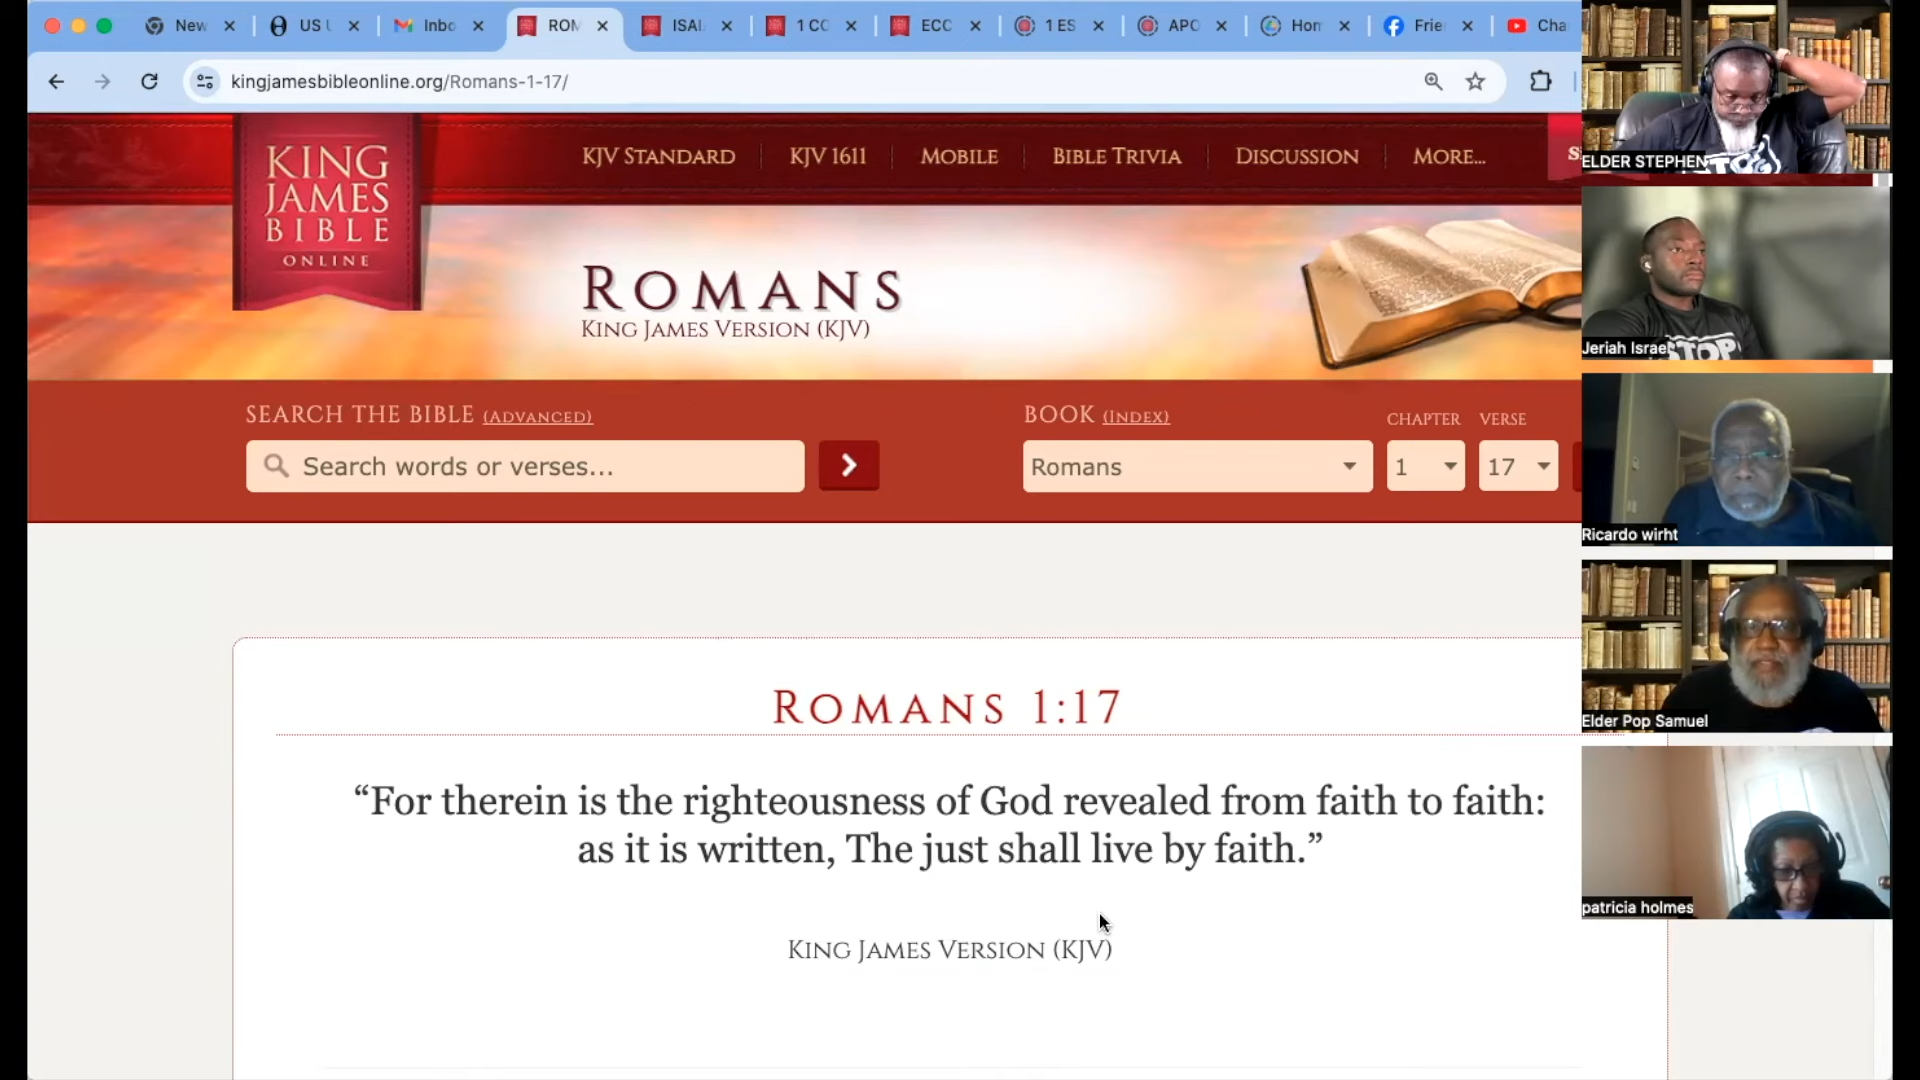 New
US U
Inbo
ROM
ISAI
1 CO
ECC
1 ES
APO
Hom
Frie
Cha
kingjamesbibleonline.org/Romans-1-17/
KING
JAMES
BIBLE
ONLINE
KJV STANDARD
KJV 1611
MOBILE
BIBLE TRIVIA
DISCUSSION
MORE...
S
ROMANS
KING JAMES VERSION (KJV)
SEARCH THE BIBLE (ADVANCED)
Search words or verses...
BOOK (INDEX)
CHAPTER
VERSE
Romans
1
17
ROMANS 1:17
“For therein is the righteousness of God revealed from faith to faith:
as it is written, The just shall live by faith.”
KING JAMES VERSION (KJV)
ELDER STEPHEN
Jeriah Israel
STOP
Ricardo wirht
Elder Pop Samuel
patricia holmes